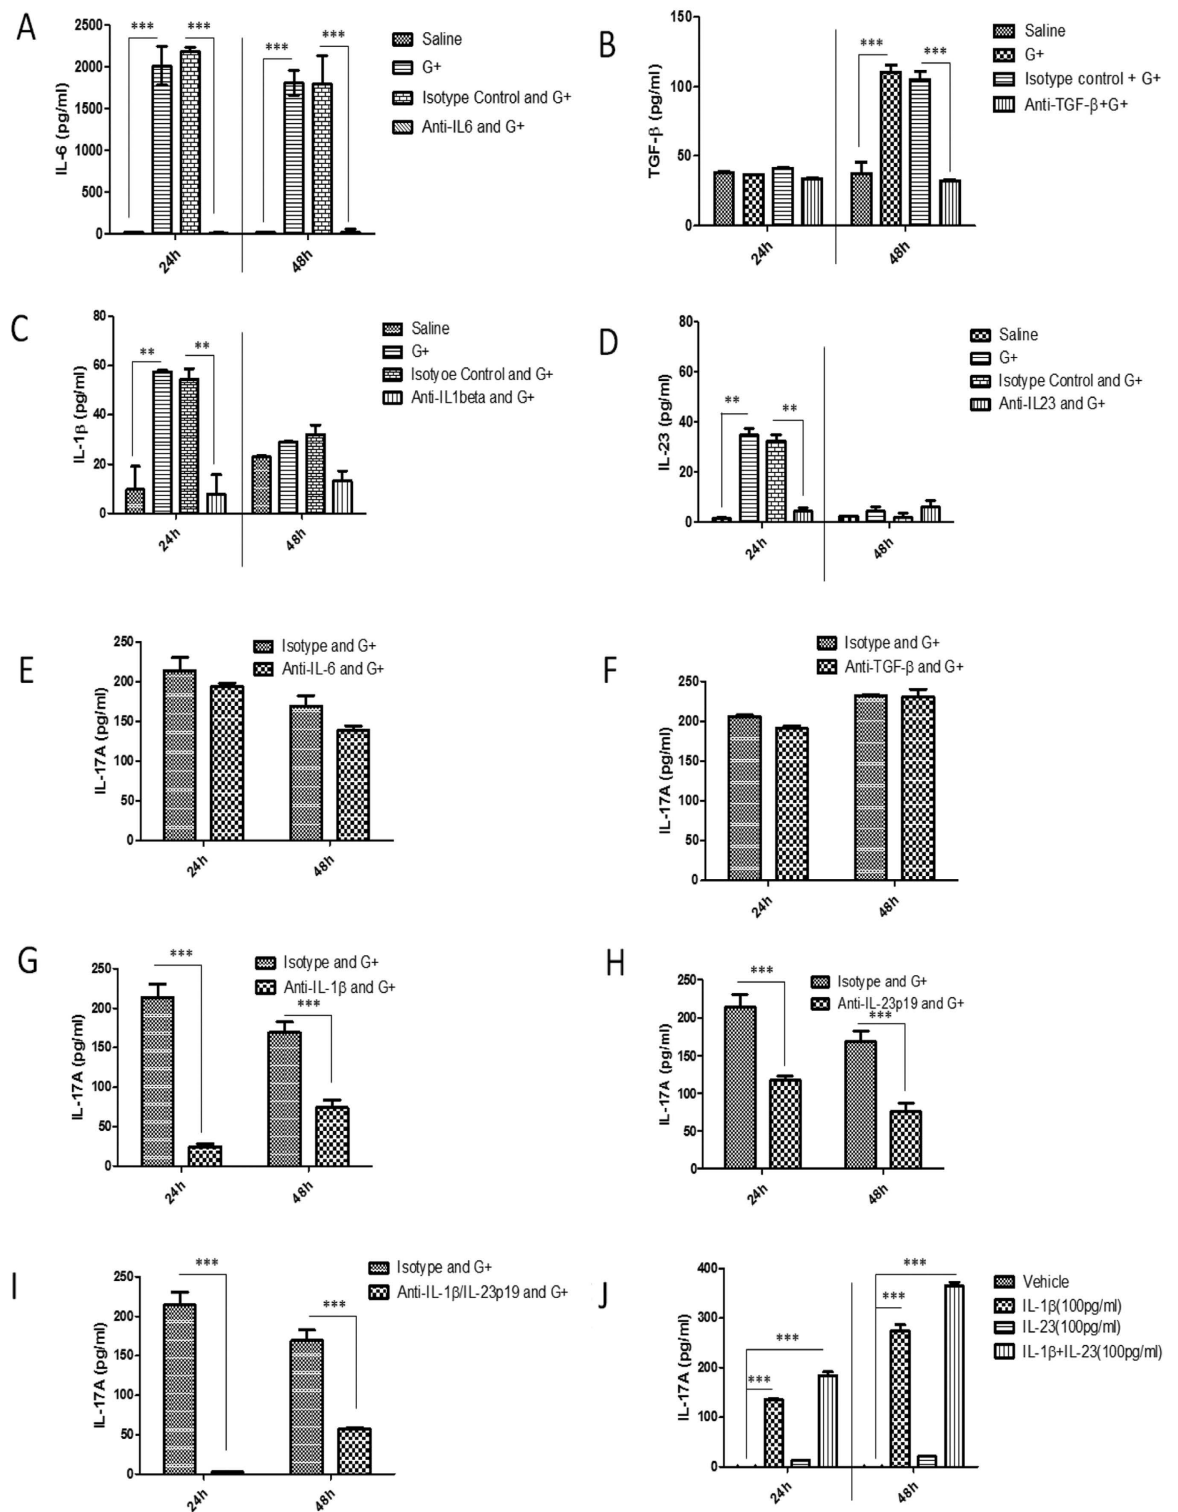 A
IL-6 (pg/ml)
2500
2000
1500
1000
500
0
*** ***
*** ***
24h
48h
Saline
G+
Isotype Control and G+
Anti-IL6 and G+
B
TGF-β (pg/ml)
150
100
50
0
*** ***
24h
48h
Saline
G+
Isotype control + G+
Anti-TGF-β+G+
C
IL-1β (pg/ml)
80
60
40
20
0
** **
24h
48h
Saline
G+
Isotyoe Control and G+
Anti-IL1beta and G+
D
IL-23 (pg/ml)
80
60
40
20
0
** **
24h
48h
Saline
G+
Isotype Control and G+
Anti-IL23 and G+
E
IL-17A (pg/ml)
250
200
150
100
50
0
24h
48h
Isotype and G+
Anti-IL-6 and G+
F
IL-17A (pg/ml)
250
200
150
100
50
0
24h
48h
Isotype and G+
Anti-TGF-β and G+
G
IL-17A (pg/ml)
250
200
150
100
50
0
***
***
24h
48h
Isotype and G+
Anti-IL-1β and G+
H
IL-17A (pg/ml)
250
200
150
100
50
0
***
***
24h
48h
Isotype and G+
Anti-IL-23p19 and G+
I
IL-17A (pg/ml)
250
200
150
100
50
0
***
***
24h
48h
Isotype and G+
Anti-IL-1β/IL-23p19 and G+
J
IL-17A (pg/ml)
400
300
200
100
0
***
***
***
***
24h
48h
Vehicle
IL-1β(100pg/ml)
IL-23(100pg/ml)
IL-1β+IL-23(100pg/ml)